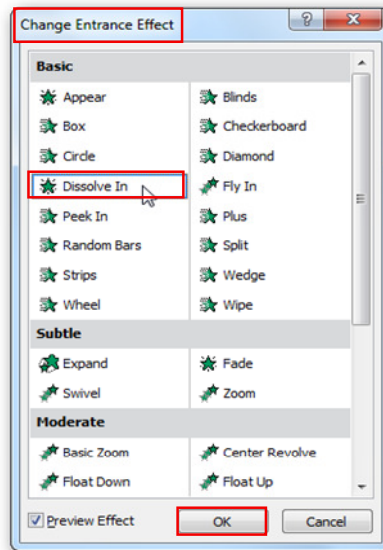 Change Entrance Effect
Basic
Appear Blinds
Box Checkerboard
Circle Diamond
Dissolve In Fly In
Peek In Plus
Random Bars Split
Strips Wedge
Wheel Wipe
Subtle
Expand Fade
Swivel Zoom
Moderate
Basic Zoom Center Revolve
Float Down Float Up
Preview Effect OK Cancel